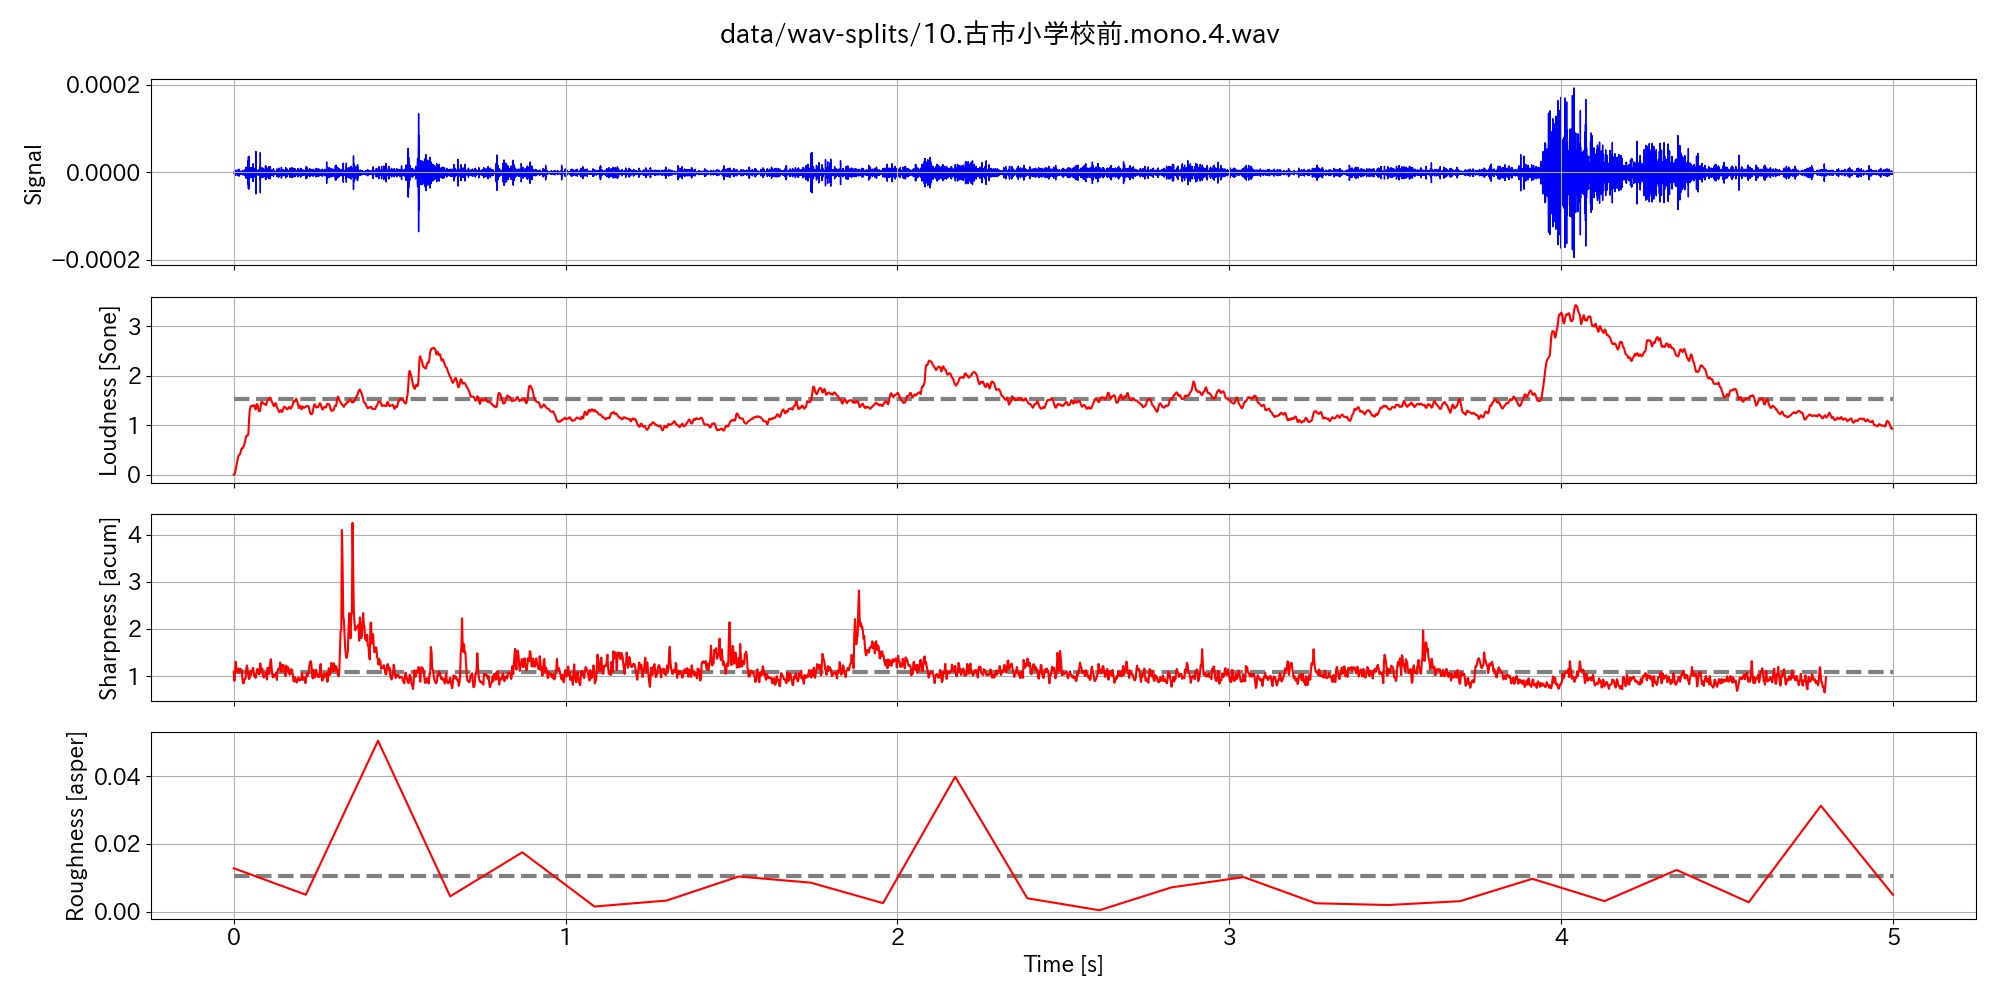 data/wav-splits/10.古市小学校前.mono.4.wav
Signal
0.0002
0.0000
−0.0002
Loudness [Sone]
3
2
1
0
Sharpness [acum]
4
3
2
1
Roughness [asper]
0.04
0.02
0.00
0 1 2 3 4 5
Time [s]